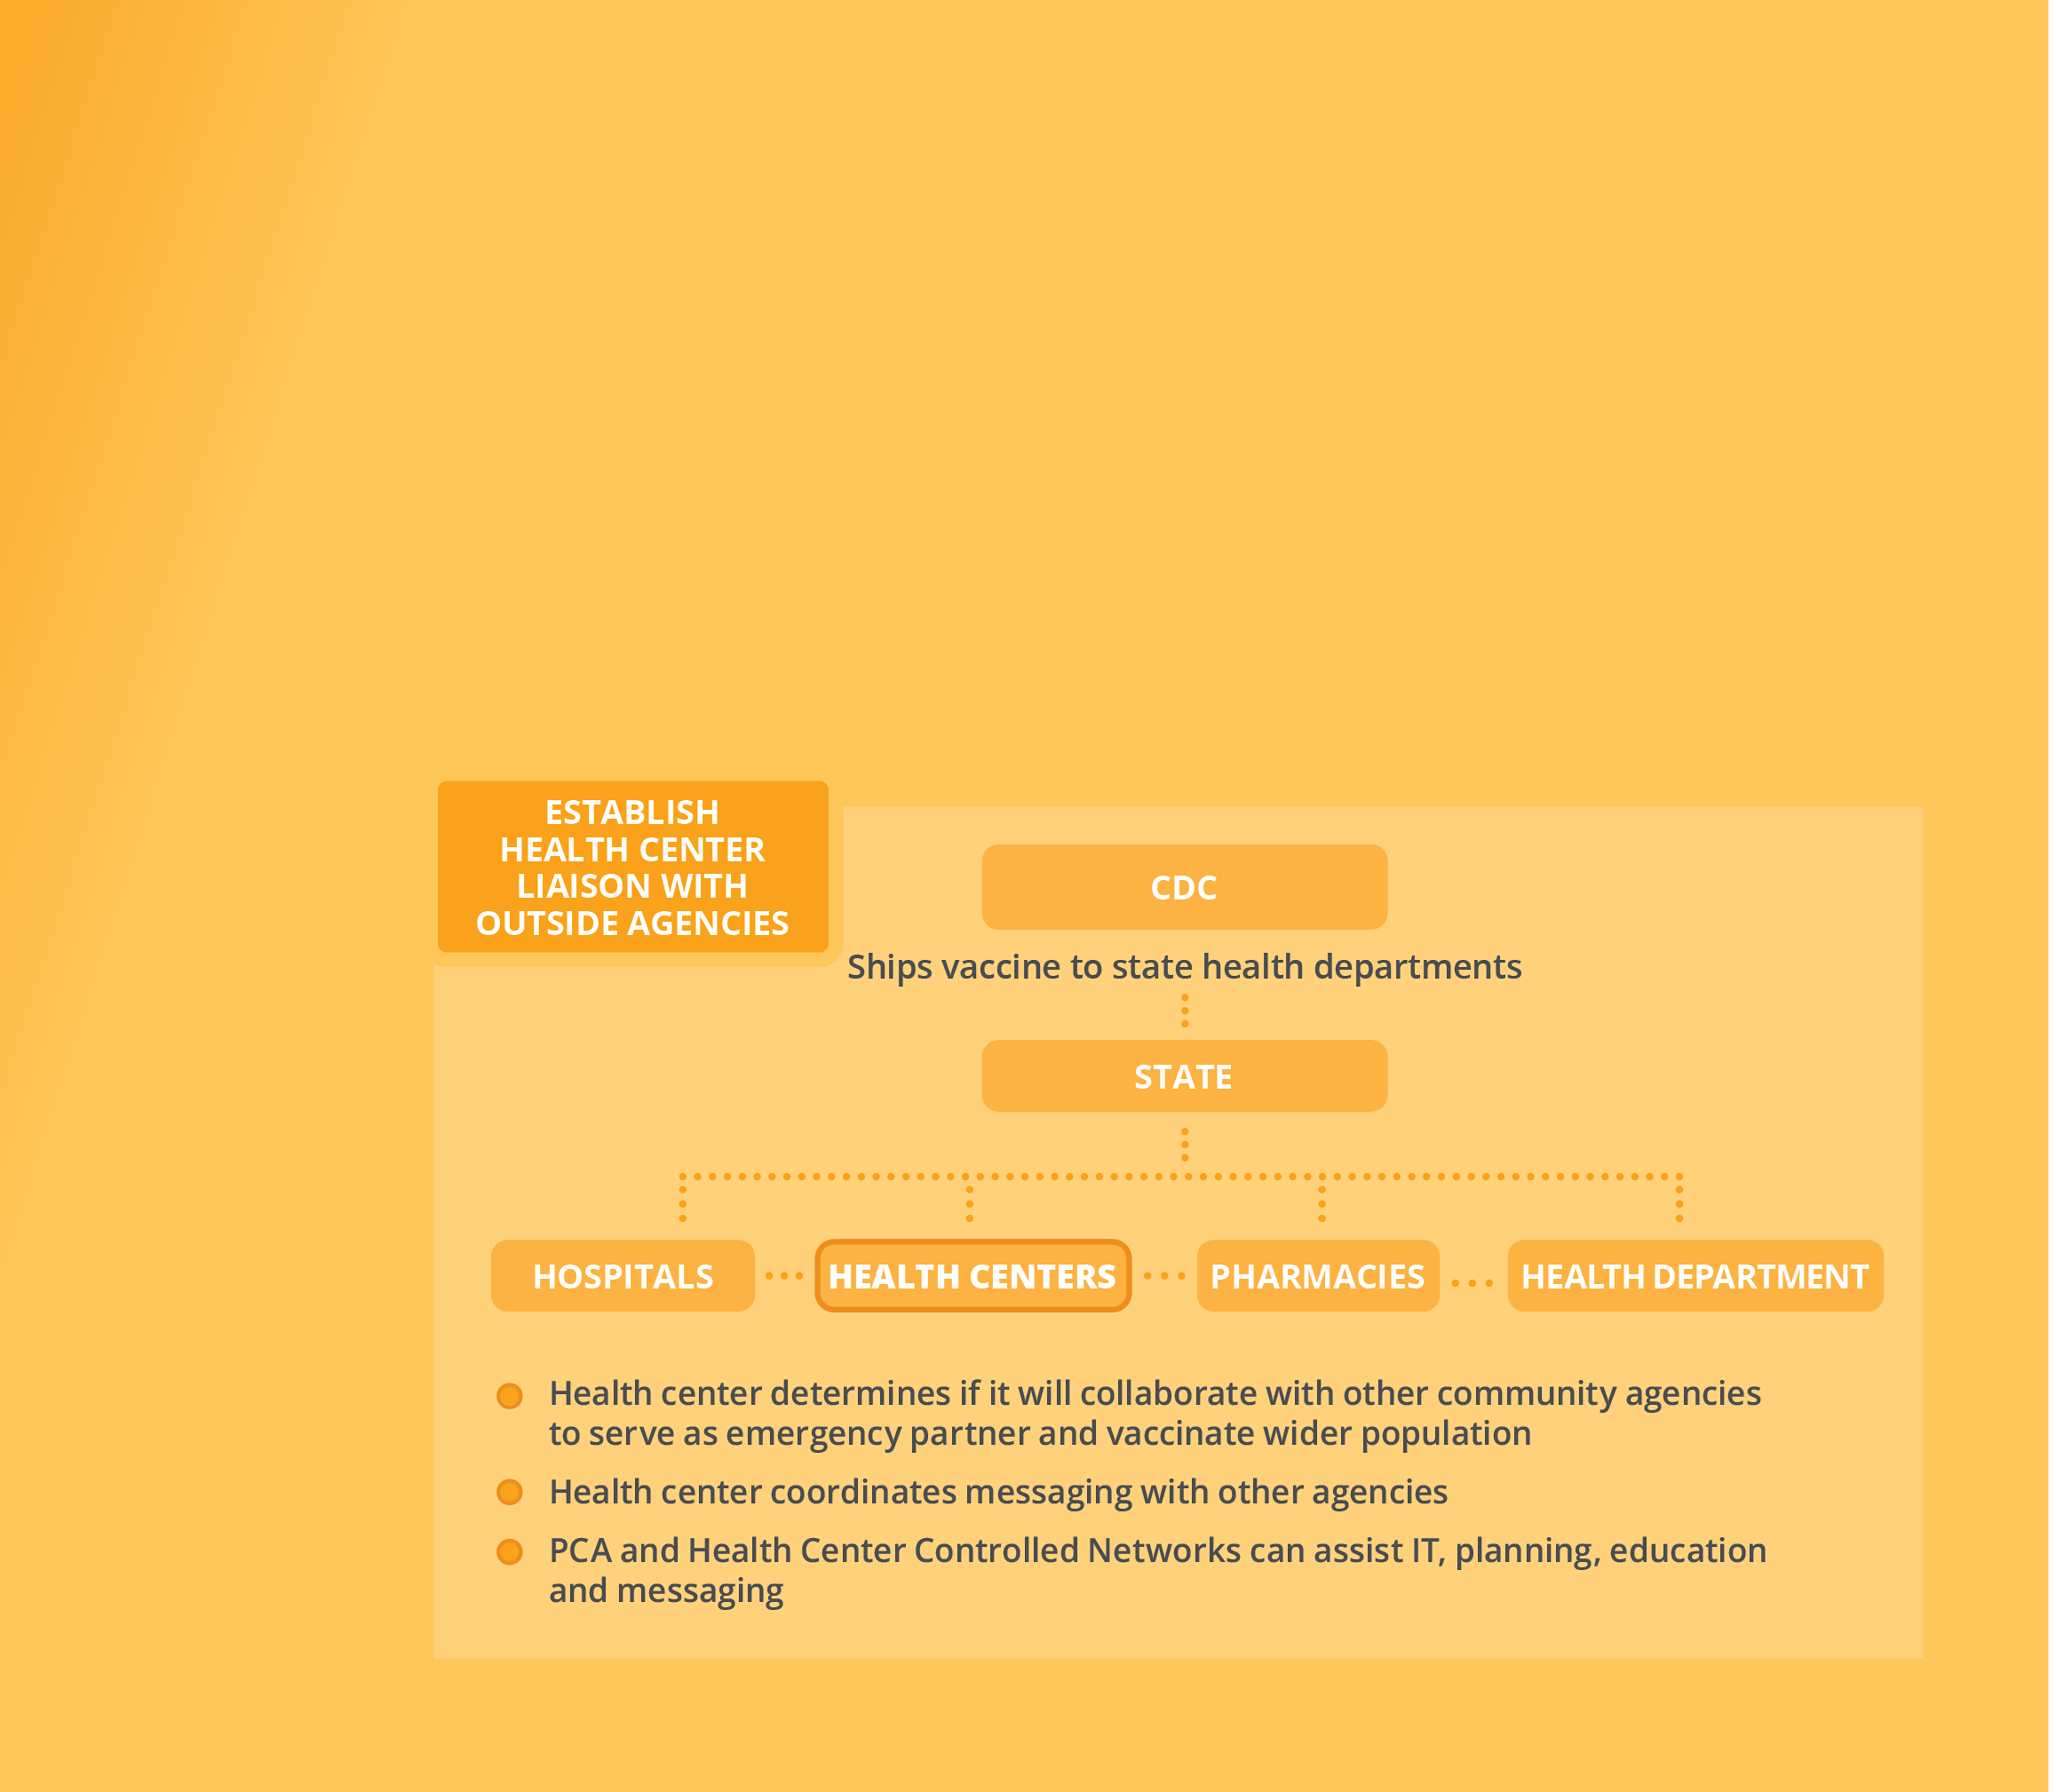 ESTABLISH
HEALTH CENTER
LIAISON WITH
OUTSIDE AGENCIES
CDC
Ships vaccine to state health departments
STATE
HOSPITALS
HEALTH CENTERS
PHARMACIES
HEALTH DEPARTMENT
Health center determines if it will collaborate with other community agencies
to serve as emergency partner and vaccinate wider population
Health center coordinates messaging with other agencies
PCA and Health Center Controlled Networks can assist IT, planning, education
and messaging